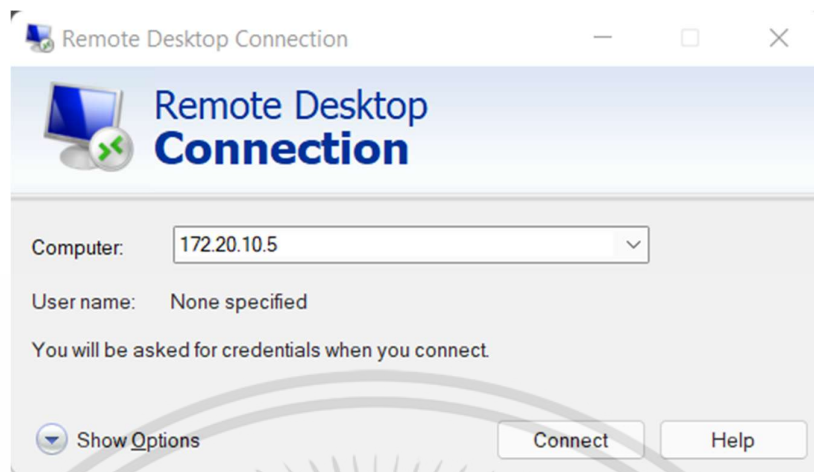 Remote Desktop Connection
Remote Desktop
Connection
Computer: 172.20.10.5
User name: None specified
You will be asked for credentials when you connect.
Show Options Connect Help